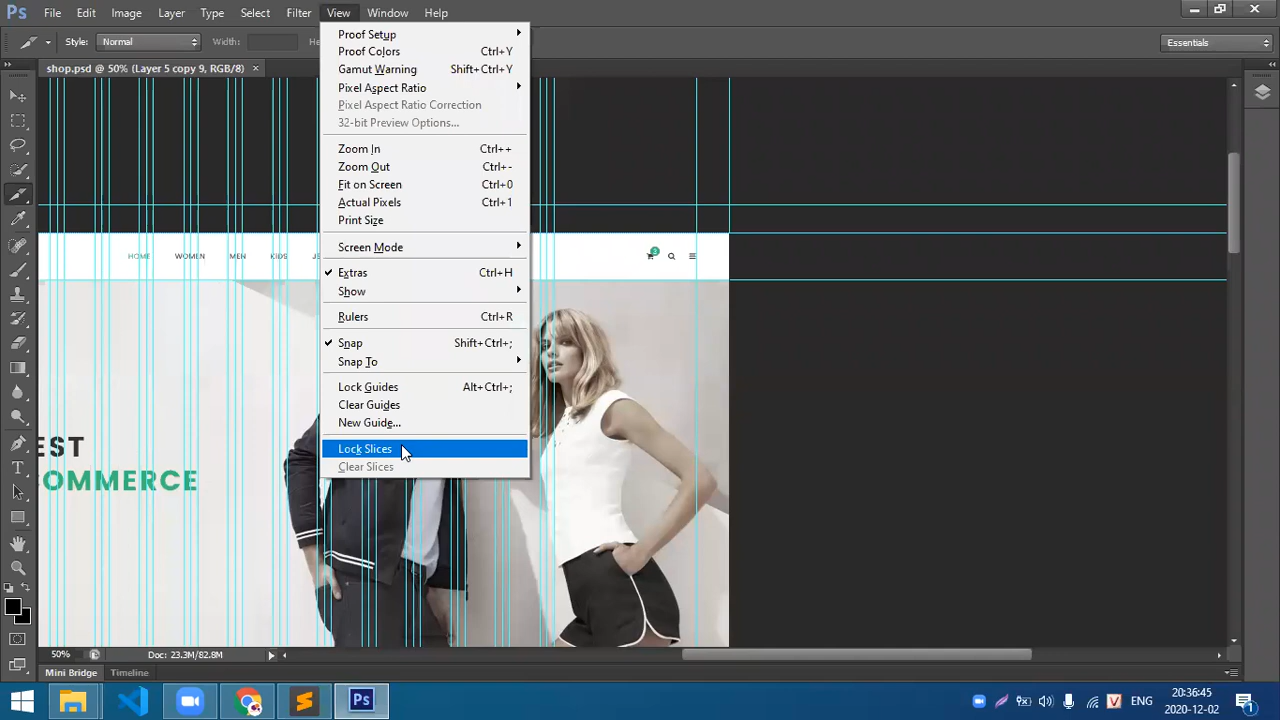 Ps File Edit Image Layer Type Select Filter View Window Help
Style: Normal Width: Essentials
shop.psd @ 50% (Layer 5 copy 9, RGB/8) ×
Proof Setup
Proof Colors Ctrl+Y
Gamut Warning Shift+Ctrl+Y
Pixel Aspect Ratio
Pixel Aspect Ratio Correction
32-bit Preview Options...
Zoom In Ctrl++
Zoom Out Ctrl+-
Fit on Screen Ctrl+0
Actual Pixels Ctrl+1
Print Size
Screen Mode
Extras Ctrl+H
Show
Rulers Ctrl+R
Snap Shift+Ctrl+;
Snap To
Lock Guides Alt+Ctrl+;
Clear Guides
New Guide...
Lock Slices
Clear Slices
HOME WOMEN MEN KIDS
EST
COMMERCE
50% Doc: 23.3M/82.8M
Mini Bridge Timeline
Ps V ENG 20:36:45
2020-12-02 1